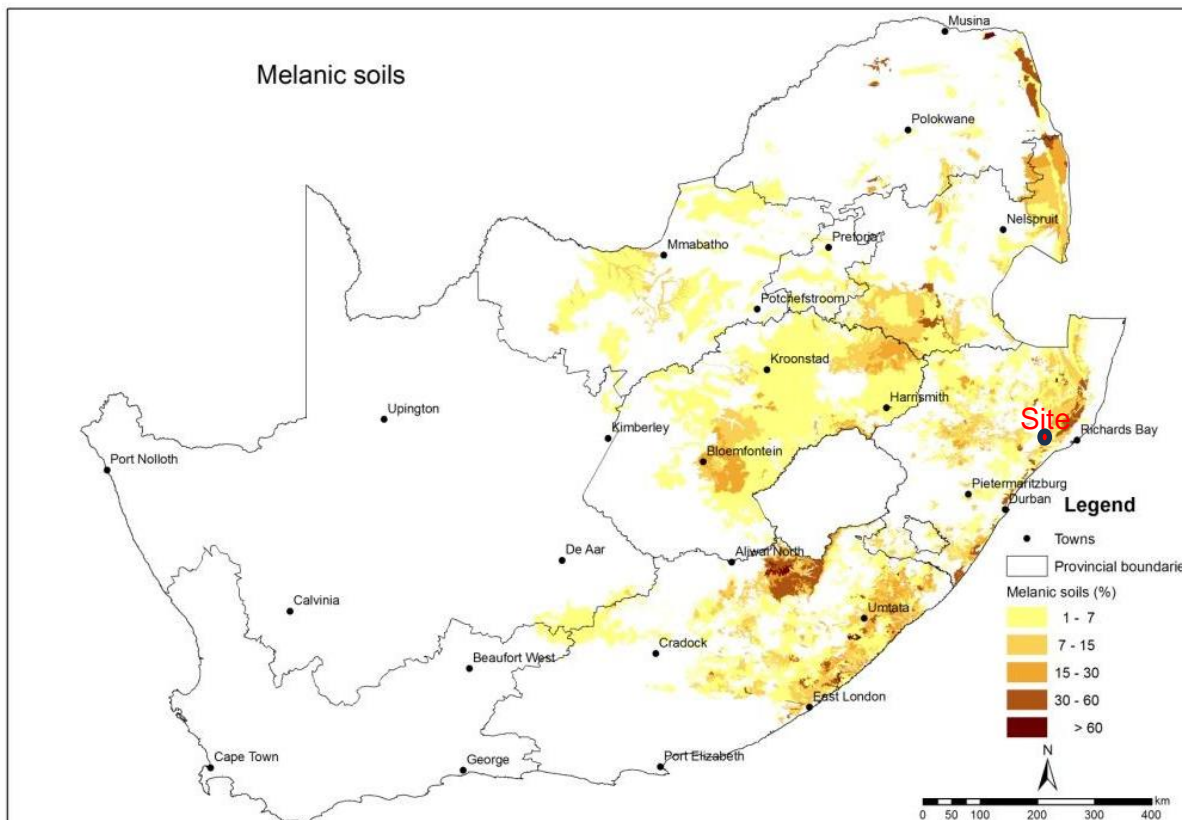 Melanic soils
Musina
Polokwane
Nelspruit
Pretoria
Mmabatho
Potchefstroom
Kroonstad
Harrismith
Upington
Kimberley
Site
Richards Bay
Bloemfontein
Port Nolloth
Pietermaritzburg
Durban
De Aar
Aliwal North
Calvinia
Umtata
Cradock
Beaufort West
East London
Cape Town
George
Port Elizabeth
Legend
Towns
Provincial boundarie
Melanic soils (%)
1 - 7
7 - 15
15 - 30
30 - 60
> 60
N
km
0 50 100 200 300 400